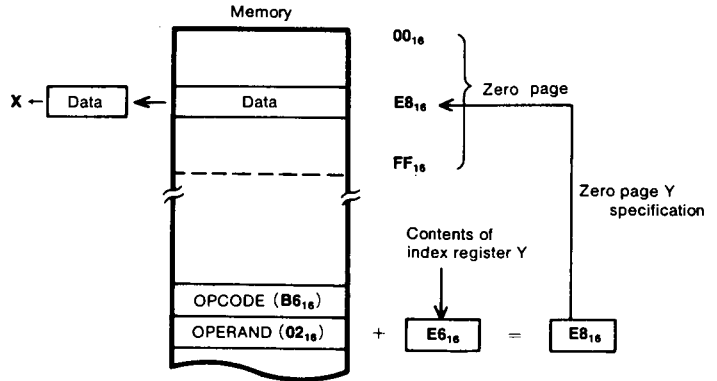 Memory
00₁₆
X ← Data ← Data E8₁₆ Zero page
FF₁₆
Zero page Y
specification
Contents of
index register Y
OPCODE (B6₁₆)
OPERAND (02₁₆) + E6₁₆ = E8₁₆